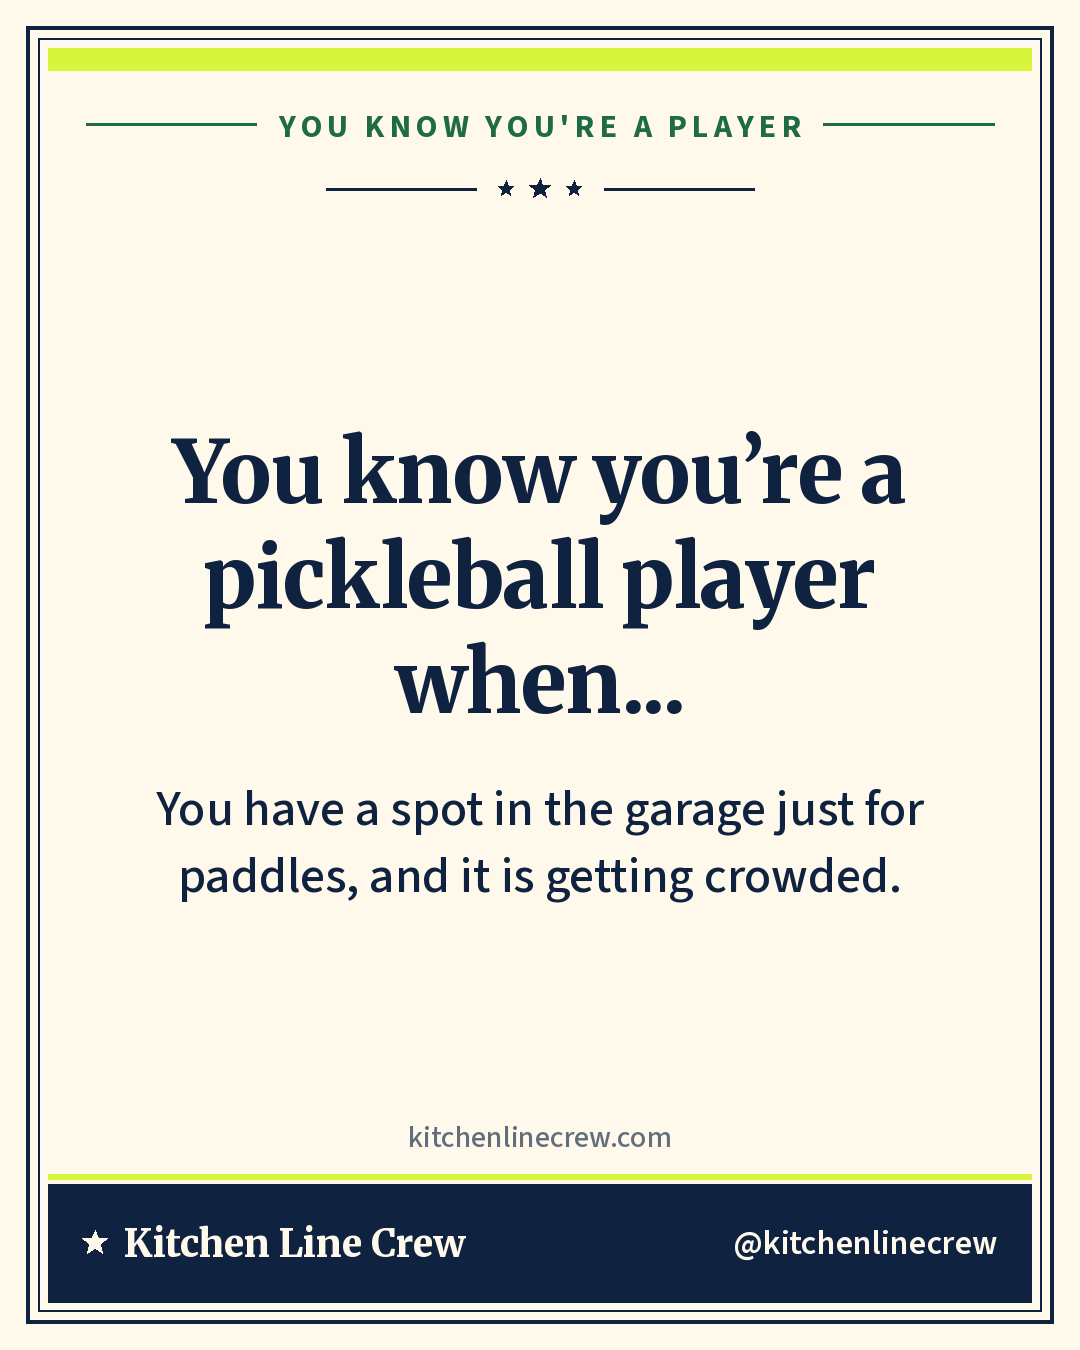 YOU KNOW YOU'RE A PLAYER
You know you’re a
pickleball player
when...
You have a spot in the garage just for
paddles, and it is getting crowded.
kitchenlinecrew.com
Kitchen Line Crew
@kitchenlinecrew